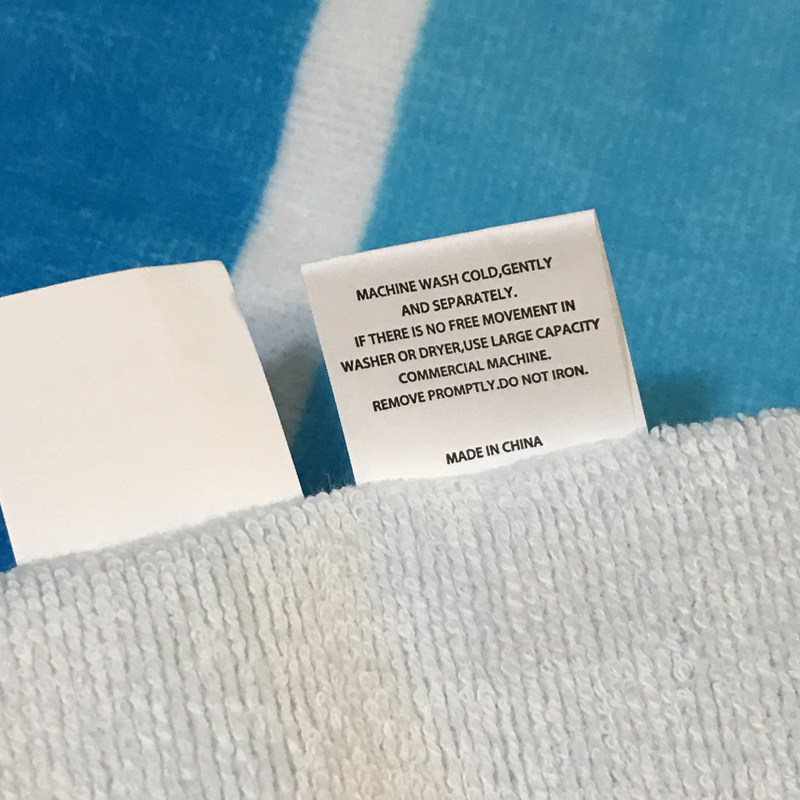 MACHINE WASH COLD,GENTLY
AND SEPARATELY.
IF THERE IS NO FREE MOVEMENT IN
WASHER OR DRYER,USE LARGE CAPACITY
COMMERCIAL MACHINE.
REMOVE PROMPTLY.DO NOT IRON.
MADE IN CHINA